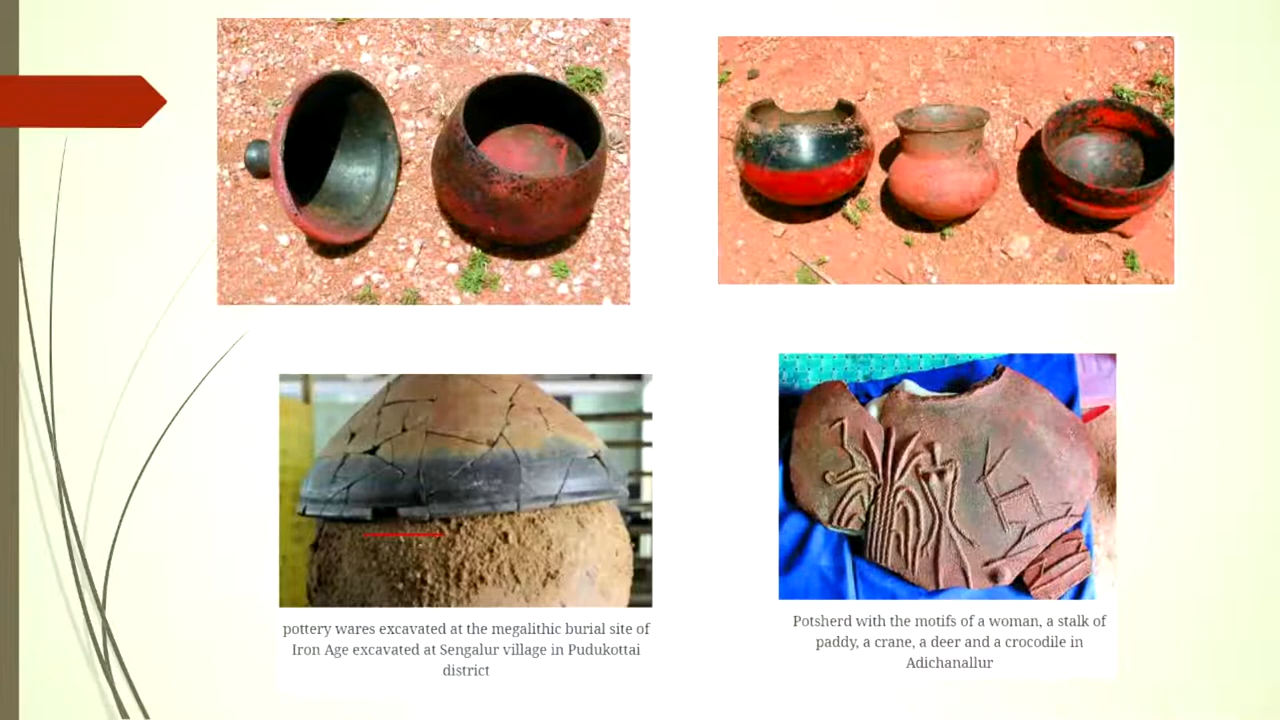 pottery wares excavated at the megalithic burial site of
Iron Age excavated at Sengalur village in Pudukottai
district
Potsherd with the motifs of a woman, a stalk of
paddy, a crane, a deer and a crocodile in
Adichanallur